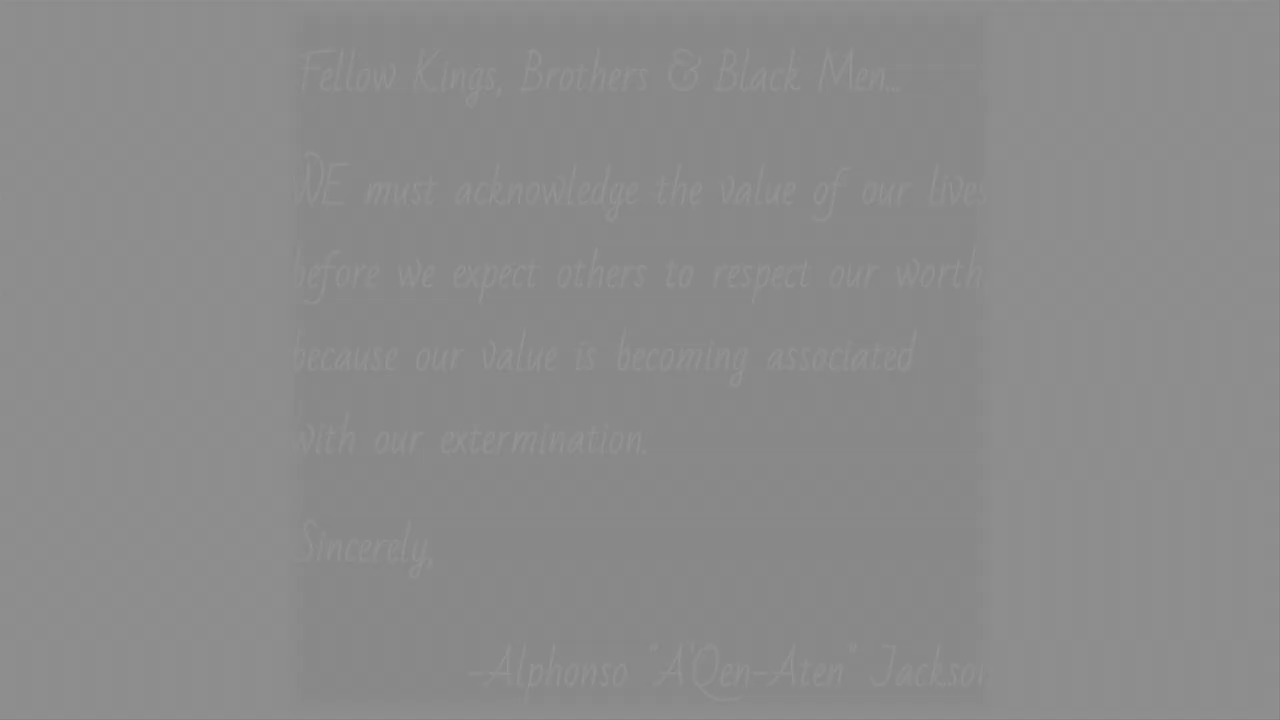 Fellow Kings, Brothers & Black Men...
WE must acknowledge the value of our lives
before we expect others to respect our worth
because our value is becoming associated
with our extermination.
Sincerely,
-Alphonso "A'Qen-Aten" Jackson